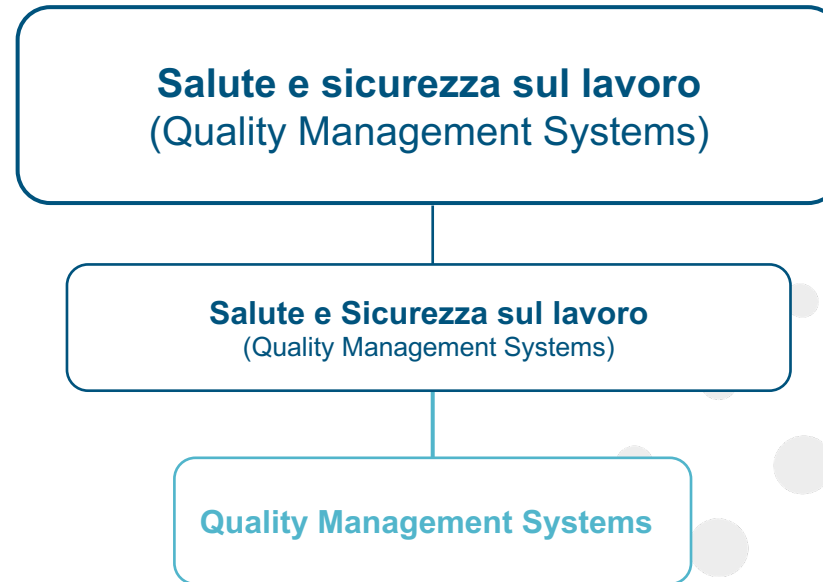 Salute e sicurezza sul lavoro
(Quality Management Systems)
Salute e Sicurezza sul lavoro
(Quality Management Systems)
Quality Management Systems